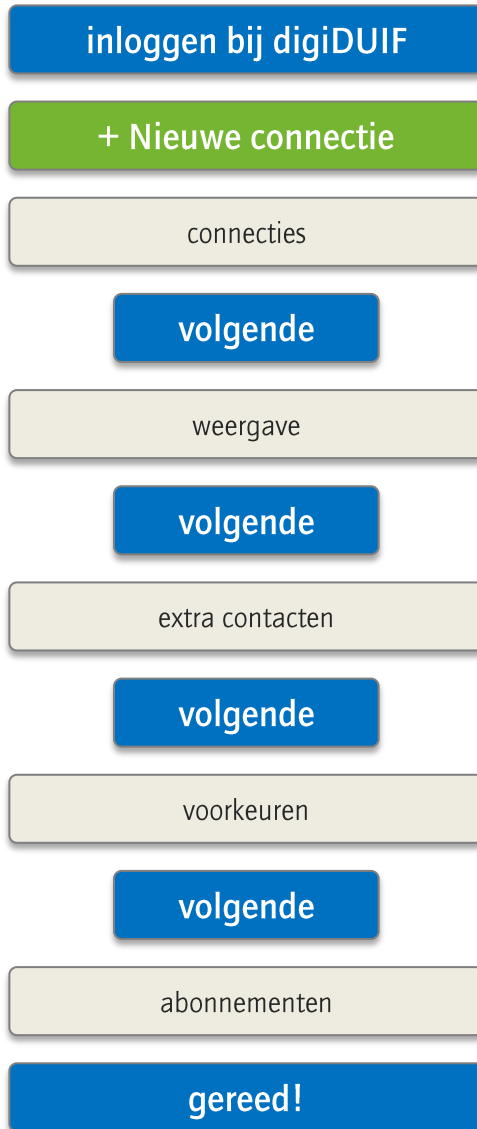 inloggen bij digiDUIF
+ Nieuwe connectie
connecties
volgende
weergave
volgende
extra contacten
volgende
voorkeuren
volgende
abonnementen
gereed!